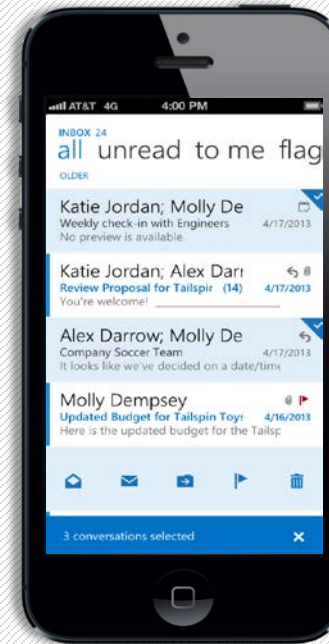 AT&T 4G 4:00 PM
INBOX 24
all unread to me flag
OLDER
Katie Jordan; Molly De
Weekly check-in with Engineers 4/17/2013
No preview is available.
Katie Jordan; Alex Darr
Review Proposal for Tailspir (14) 4/17/2013
You're welcome!
Alex Darrow; Molly De
Company Soccer Team 4/17/2013
It looks like we've decided on a date/time
Molly Dempsey
Updated Budget for Tailspin Toys 4/16/2013
Here is the updated budget for the Tailsp
3 conversations selected